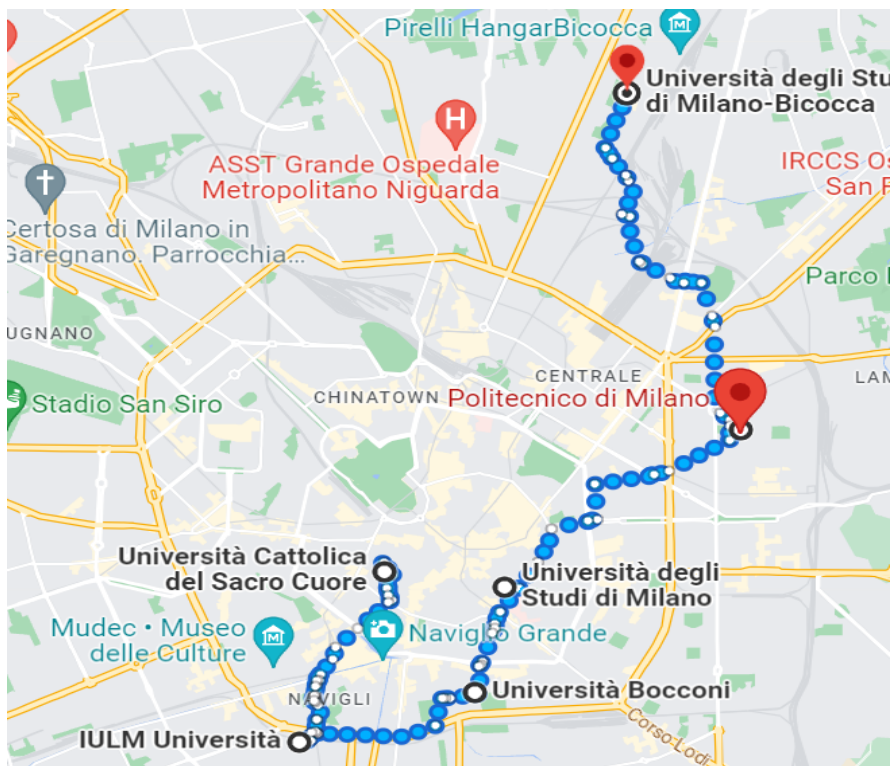 Pirelli HangarBicocca
Università degli Stu
di Milano-Bicocca
H
ASST Grande Ospedale
Metropolitano Niguarda
IRCCS Os
San R
Certosa di Milano in
Garegnano. Parrocchia...
Parco
UGNANO
CENTRALE
LAM
CHINATOWN
Politecnico di Milano
Stadio San Siro
Università Cattolica
del Sacro Cuore
Università degli
Studi di Milano
Mudec • Museo
delle Culture
Naviglio Grande
NAVIGLI
Università Bocconi
IULM Università
Corso Lodi